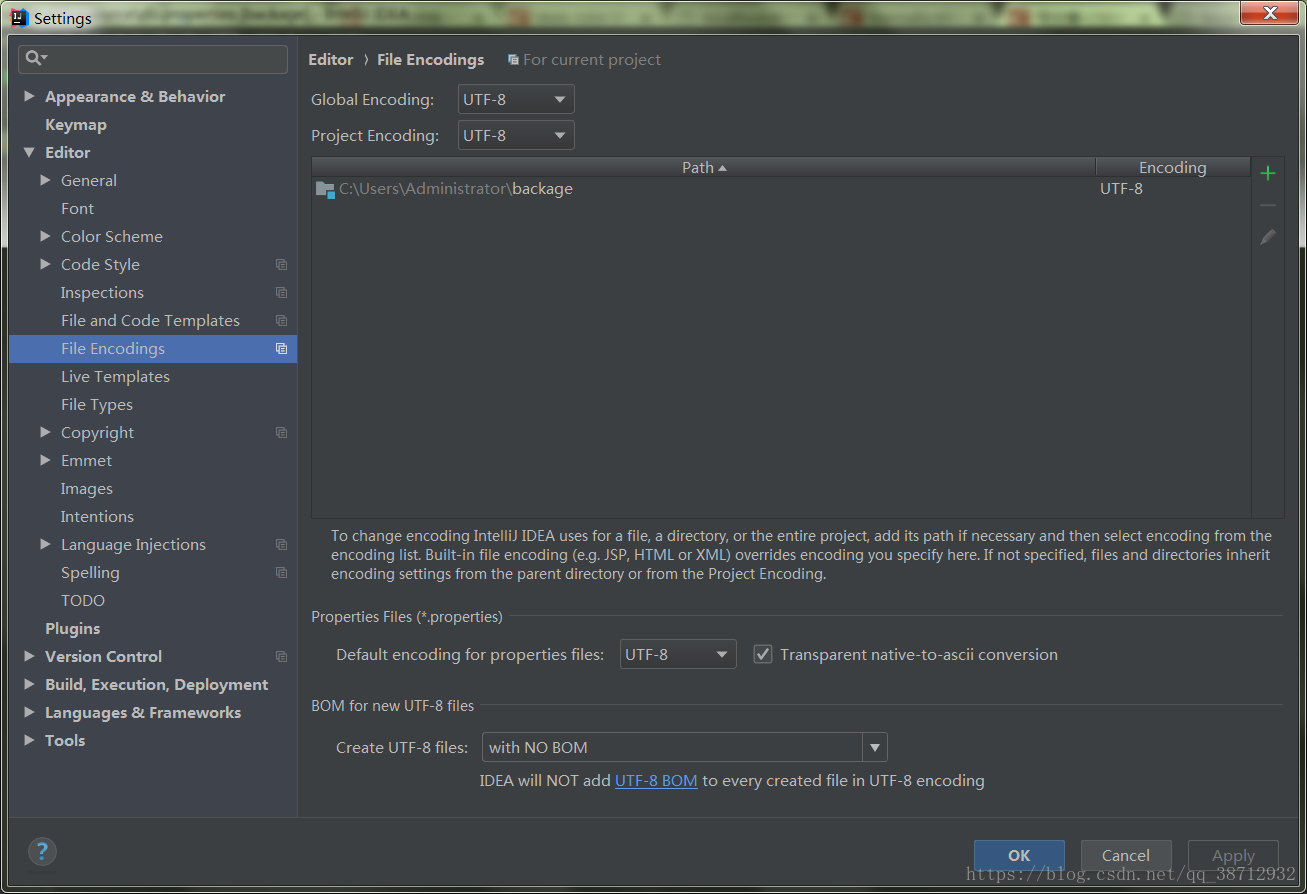 Settings
Editor › File Encodings For current project
Appearance & Behavior
Keymap
Editor
General
Font
Color Scheme
Code Style
Inspections
File and Code Templates
File Encodings
Live Templates
File Types
Copyright
Emmet
Images
Intentions
Language Injections
Spelling
TODO
Plugins
Version Control
Build, Execution, Deployment
Languages & Frameworks
Tools
Global Encoding: UTF-8
Project Encoding: UTF-8
Path Encoding
C:\Users\Administrator\backage UTF-8
To change encoding IntelliJ IDEA uses for a file, a directory, or the entire project, add its path if necessary and then select encoding from the
encoding list. Built-in file encoding (e.g. JSP, HTML or XML) overrides encoding you specify here. If not specified, files and directories inherit
encoding settings from the parent directory or from the Project Encoding.
Properties Files (*.properties)
Default encoding for properties files: UTF-8 Transparent native-to-ascii conversion
BOM for new UTF-8 files
Create UTF-8 files: with NO BOM
IDEA will NOT add UTF-8 BOM to every created file in UTF-8 encoding
?
OK Cancel Apply
https://blog.csdn.net/qq_38712932